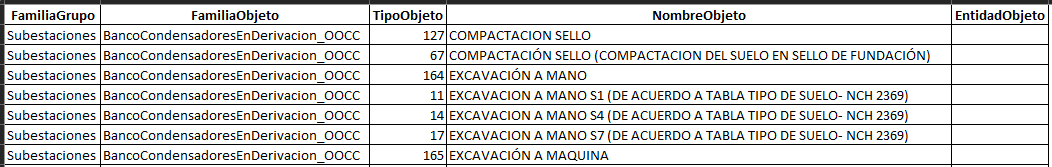 FamiliaGrupo FamiliaObjeto TipoObjeto NombreObjeto EntidadObjeto
Subestaciones BancoCondensadoresEnDerivacion_OOCC 127 COMPACTACION SELLO
Subestaciones BancoCondensadoresEnDerivacion_OOCC 67 COMPACTACIÓN SELLO (COMPACTACION DEL SUELO EN SELLO DE FUNDACIÓN)
Subestaciones BancoCondensadoresEnDerivacion_OOCC 164 EXCAVACIÓN A MANO
Subestaciones BancoCondensadoresEnDerivacion_OOCC 11 EXCAVACION A MANO S1 (DE ACUERDO A TABLA TIPO DE SUELO- NCH 2369)
Subestaciones BancoCondensadoresEnDerivacion_OOCC 14 EXCAVACION A MANO S4 (DE ACUERDO A TABLA TIPO DE SUELO- NCH 2369)
Subestaciones BancoCondensadoresEnDerivacion_OOCC 17 EXCAVACION A MANO S7 (DE ACUERDO A TABLA TIPO DE SUELO- NCH 2369)
Subestaciones BancoCondensadoresEnDerivacion_OOCC 165 EXCAVACIÓN A MAQUINA